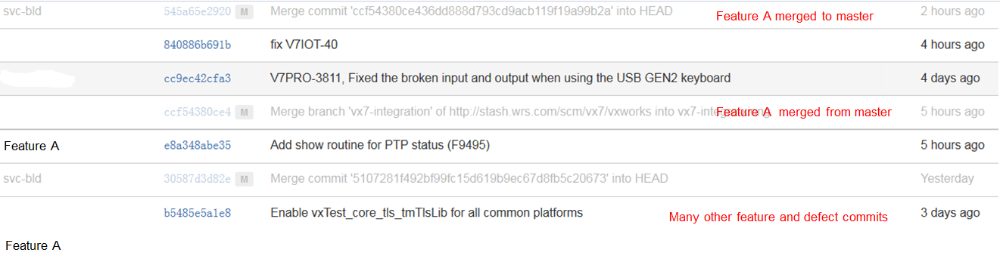 svc-bld 545a65e2920 M Merge commit 'ccf54380ce436dd888d793cd9acb119f19a99b2a' into HEAD Feature A merged to master 2 hours ago
840886b691b fix V7IOT-40 4 hours ago
cc9ec42cfa3 V7PRO-3811, Fixed the broken input and output when using the USB GEN2 keyboard 4 days ago
ccf54380ce4 M Merge branch 'vx7-integration' of http://stash.wrs.com/scm/vx7/vxworks into vx7-integration Feature A merged from master 5 hours ago
Feature A e8a348abe35 Add show routine for PTP status (F9495) 5 hours ago
svc-bld 30587d3d82e M Merge commit '5107281f492bf99fc15d619b9ec67d8fb5c20673' into HEAD Yesterday
b5485e5a1e8 Enable vxTest_core_tls_tmTlsLib for all common platforms Many other feature and defect commits 3 days ago
Feature A